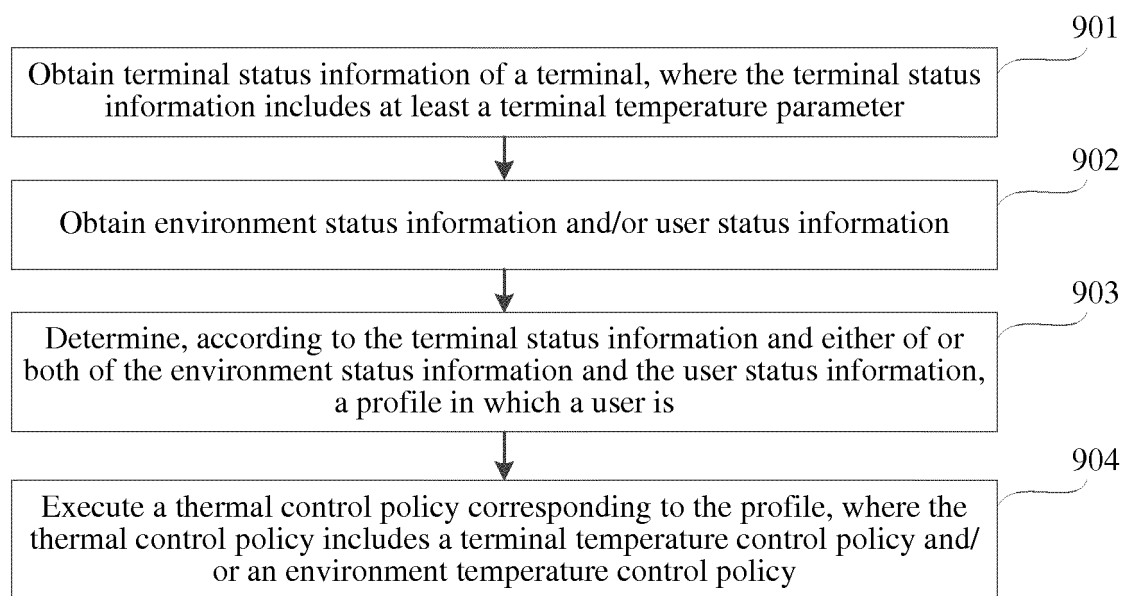 901
Obtain terminal status information of a terminal, where the terminal status
information includes at least a terminal temperature parameter
902
Obtain environment status information and/or user status information
903
Determine, according to the terminal status information and either of or
both of the environment status information and the user status information,
a profile in which a user is
904
Execute a thermal control policy corresponding to the profile, where the
thermal control policy includes a terminal temperature control policy and/
or an environment temperature control policy